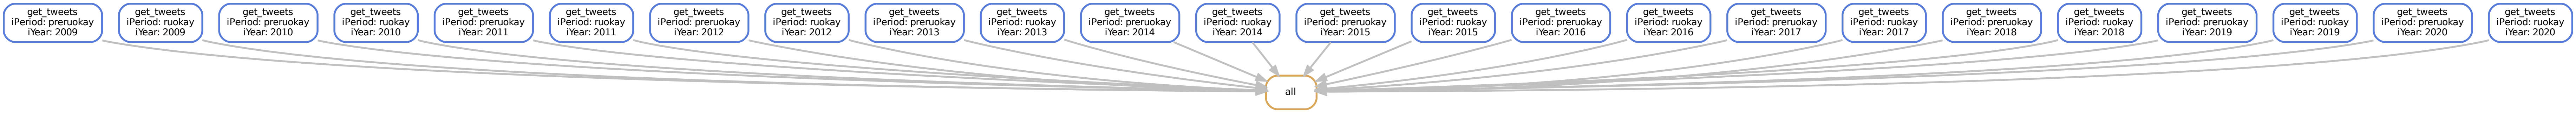 get_tweets
iPeriod: preruokay
iYear: 2009
get_tweets
iPeriod: ruokay
iYear: 2009
get_tweets
iPeriod: preruokay
iYear: 2010
get_tweets
iPeriod: ruokay
iYear: 2010
get_tweets
iPeriod: preruokay
iYear: 2011
get_tweets
iPeriod: ruokay
iYear: 2011
get_tweets
iPeriod: preruokay
iYear: 2012
get_tweets
iPeriod: ruokay
iYear: 2012
get_tweets
iPeriod: preruokay
iYear: 2013
get_tweets
iPeriod: ruokay
iYear: 2013
get_tweets
iPeriod: preruokay
iYear: 2014
get_tweets
iPeriod: ruokay
iYear: 2014
get_tweets
iPeriod: preruokay
iYear: 2015
get_tweets
iPeriod: ruokay
iYear: 2015
get_tweets
iPeriod: preruokay
iYear: 2016
get_tweets
iPeriod: ruokay
iYear: 2016
get_tweets
iPeriod: preruokay
iYear: 2017
get_tweets
iPeriod: ruokay
iYear: 2017
get_tweets
iPeriod: preruokay
iYear: 2018
get_tweets
iPeriod: ruokay
iYear: 2018
get_tweets
iPeriod: preruokay
iYear: 2019
get_tweets
iPeriod: ruokay
iYear: 2019
get_tweets
iPeriod: preruokay
iYear: 2020
get_tweets
iPeriod: ruokay
iYear: 2020
all